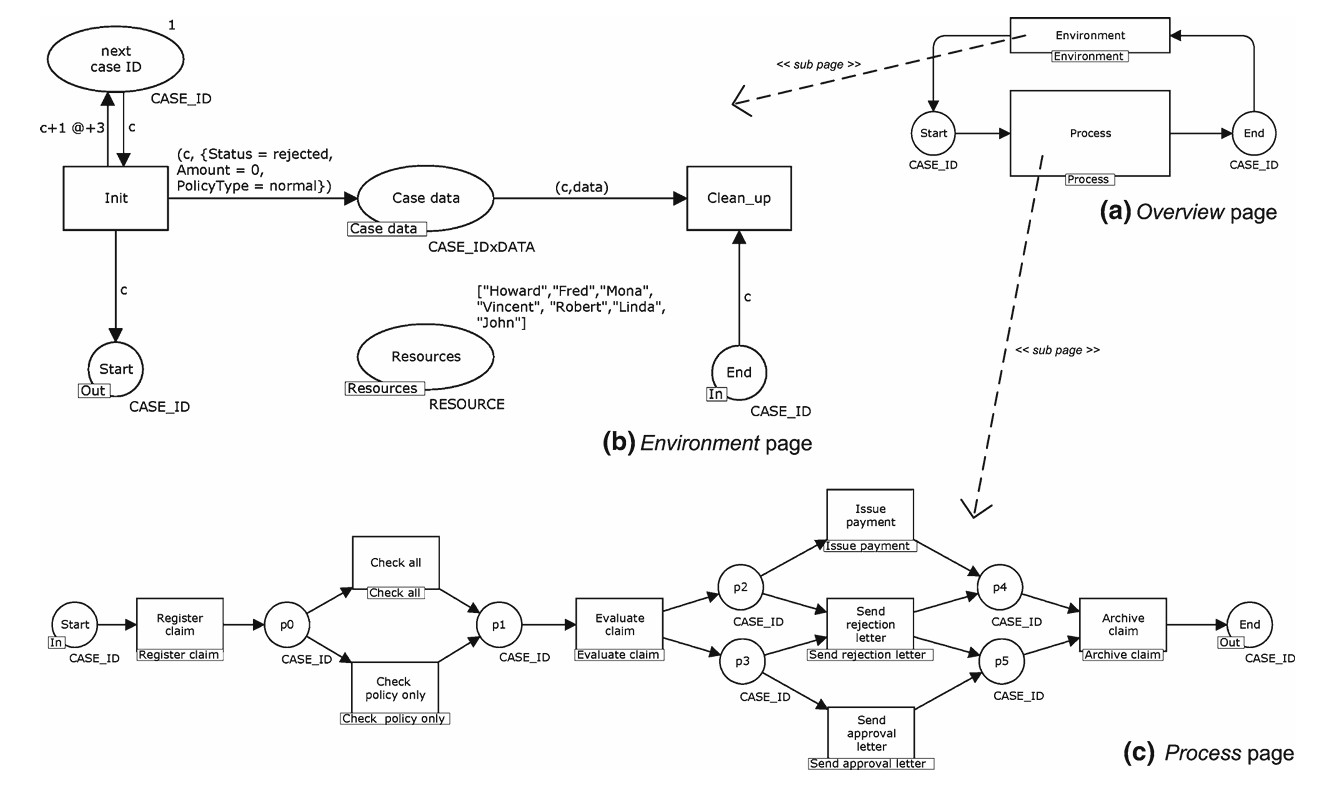 1
next
case ID
CASE_ID
c+1 @+3
c
(c, {Status = rejected,
Amount = 0,
PolicyType = normal})
Init
Case data
Case data
CASE_IDxDATA
(c,data)
Clean_up
c
Start
Out
CASE_ID
["Howard","Fred","Mona",
"Vincent", "Robert","Linda",
"John"]
Resources
Resources
RESOURCE
c
End
In
CASE_ID
(b) Environment page
Environment
Environment
<< sub page >>
Start
CASE_ID
Process
Process
End
CASE_ID
(a) Overview page
<< sub page >>
Start
In
CASE_ID
Register
claim
Register claim
p0
CASE_ID
Check all
Check all
Check
policy only
Check policy only
p1
CASE_ID
Evaluate
claim
Evaluate claim
p2
CASE_ID
p3
CASE_ID
Issue
payment
Issue payment
Send
rejection
letter
Send rejection letter
Send
approval
letter
Send approval letter
p4
CASE_ID
p5
CASE_ID
Archive
claim
Archive claim
End
Out
CASE_ID
(c) Process page